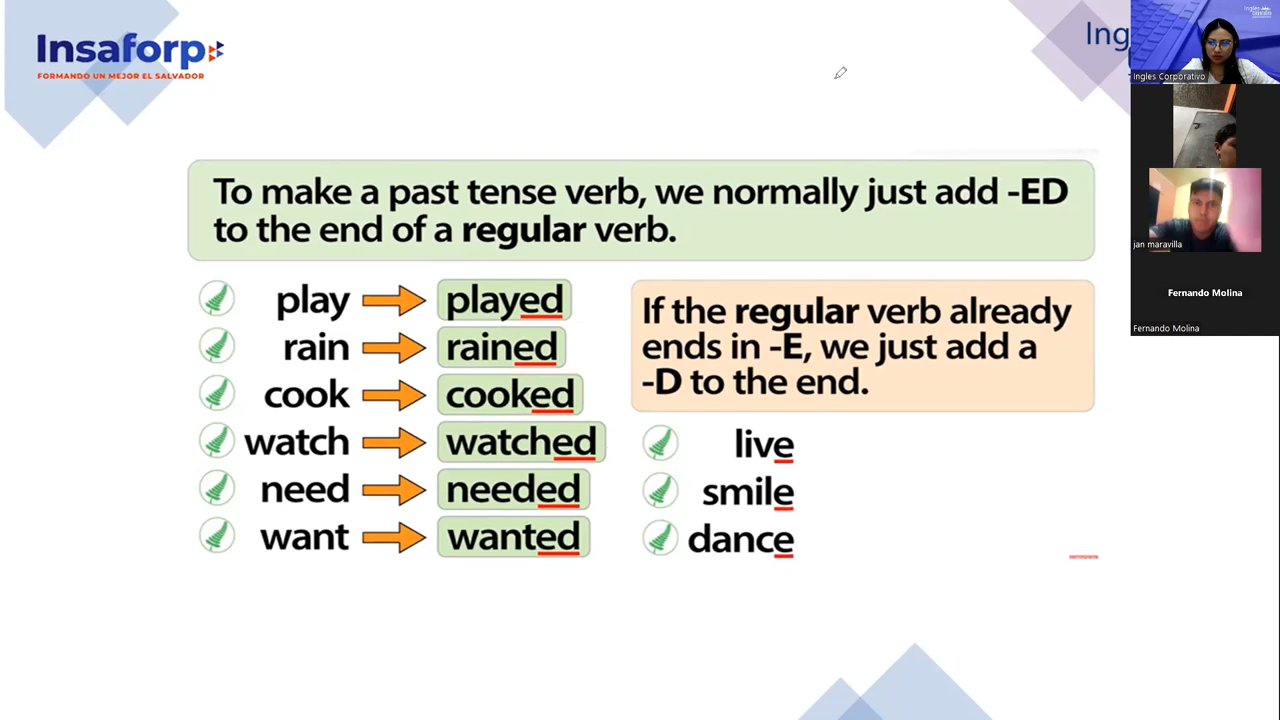 Insaforp
FORMANDO UN MEJOR EL SALVADOR
Ing
To make a past tense verb, we normally just add -ED
to the end of a regular verb.
play played
rain rained
cook cooked
watch watched
need needed
want wanted
If the regular verb already
ends in -E, we just add a
-D to the end.
live
smile
dance
Ingles Corporativo
jan maravilla
Fernando Molina
Fernando Molina